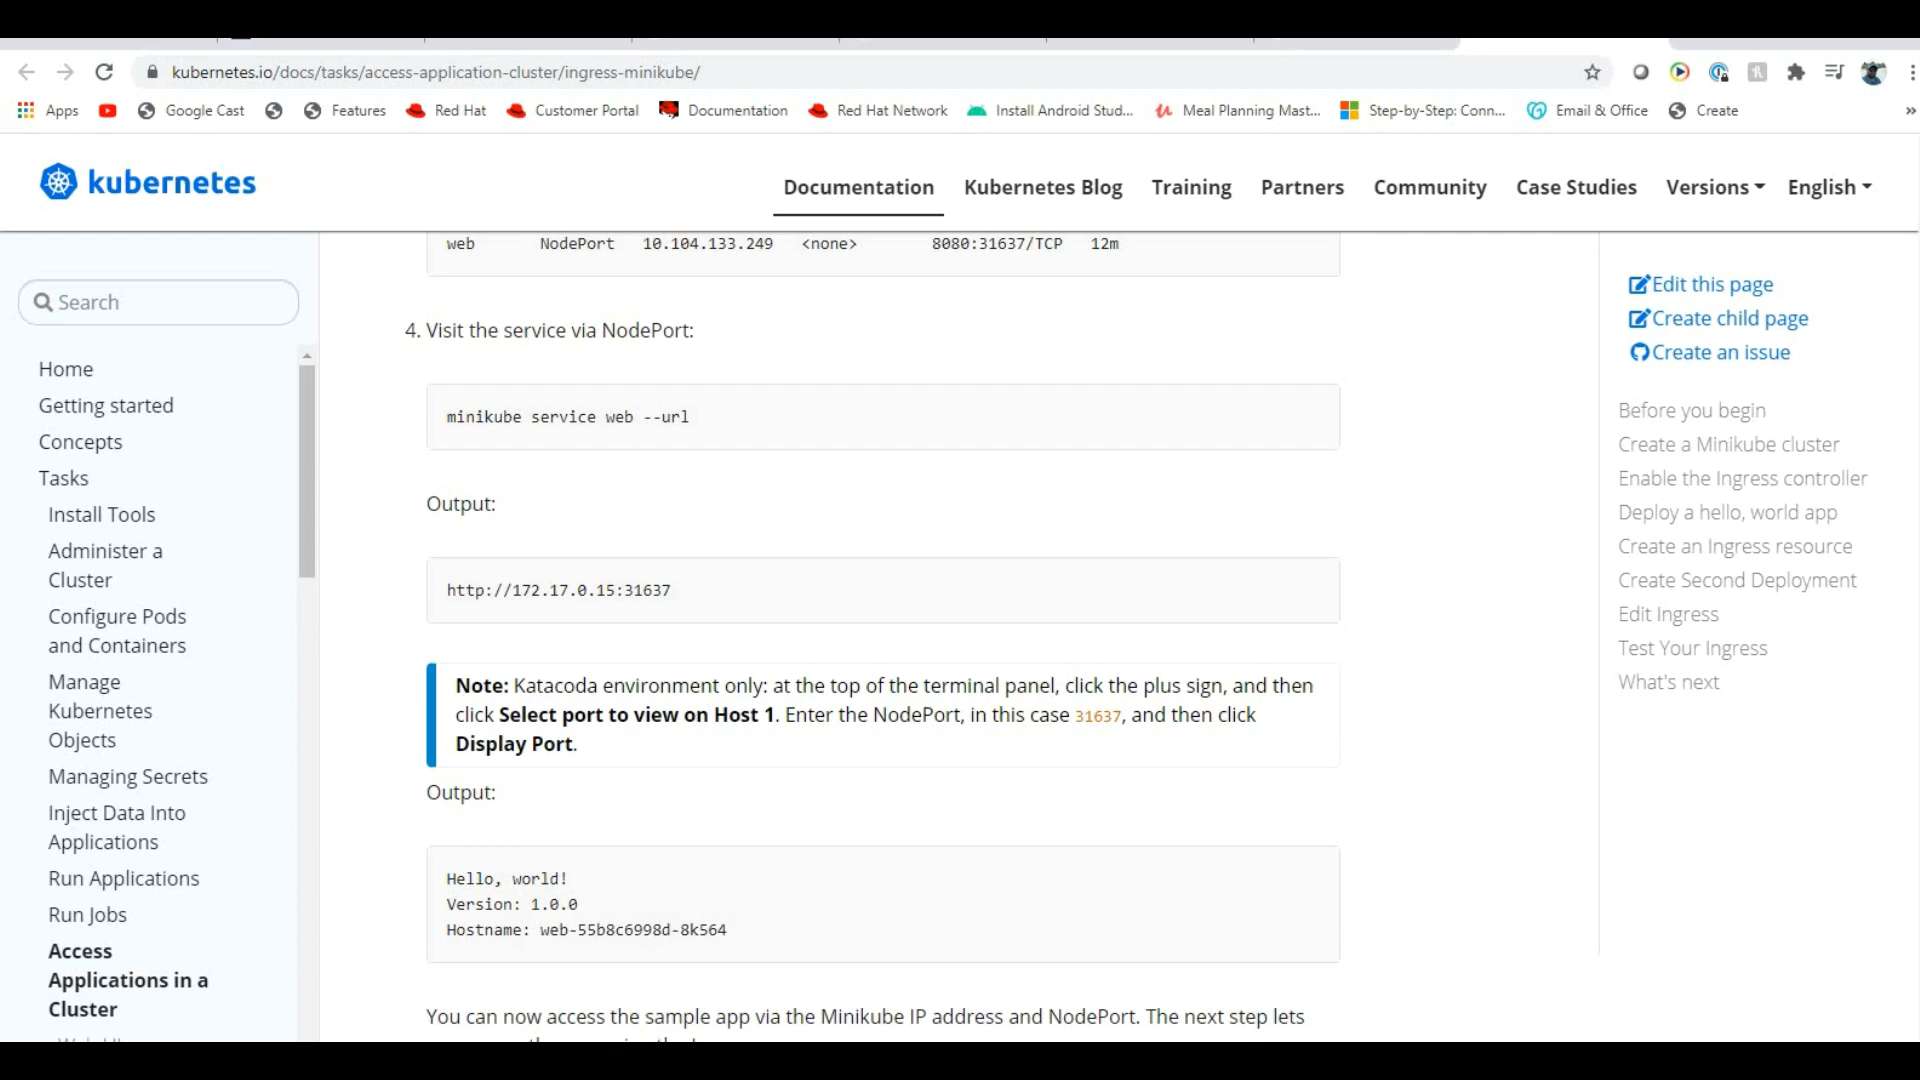 kubernetes.io/docs/tasks/access-application-cluster/ingress-minikube/
Apps Google Cast Features Red Hat Customer Portal Documentation Red Hat Network Install Android Stud... Meal Planning Mast... Step-by-Step: Conn... Email & Office Create »
kubernetes
Documentation Kubernetes Blog Training Partners Community Case Studies Versions English
Search
Home
Getting started
Concepts
Tasks
Install Tools
Administer a
Cluster
Configure Pods
and Containers
Manage
Kubernetes
Objects
Managing Secrets
Inject Data Into
Applications
Run Applications
Run Jobs
Access
Applications in a
Cluster
web NodePort 10.104.133.249 <none> 8080:31637/TCP 12m
4. Visit the service via NodePort:
minikube service web --url
Output:
http://172.17.0.15:31637
Note: Katacoda environment only: at the top of the terminal panel, click the plus sign, and then
click Select port to view on Host 1. Enter the NodePort, in this case 31637, and then click
Display Port.
Output:
Hello, world!
Version: 1.0.0
Hostname: web-55b8c6998d-8k564
You can now access the sample app via the Minikube IP address and NodePort. The next step lets
Edit this page
Create child page
Create an issue
Before you begin
Create a Minikube cluster
Enable the Ingress controller
Deploy a hello, world app
Create an Ingress resource
Create Second Deployment
Edit Ingress
Test Your Ingress
What's next